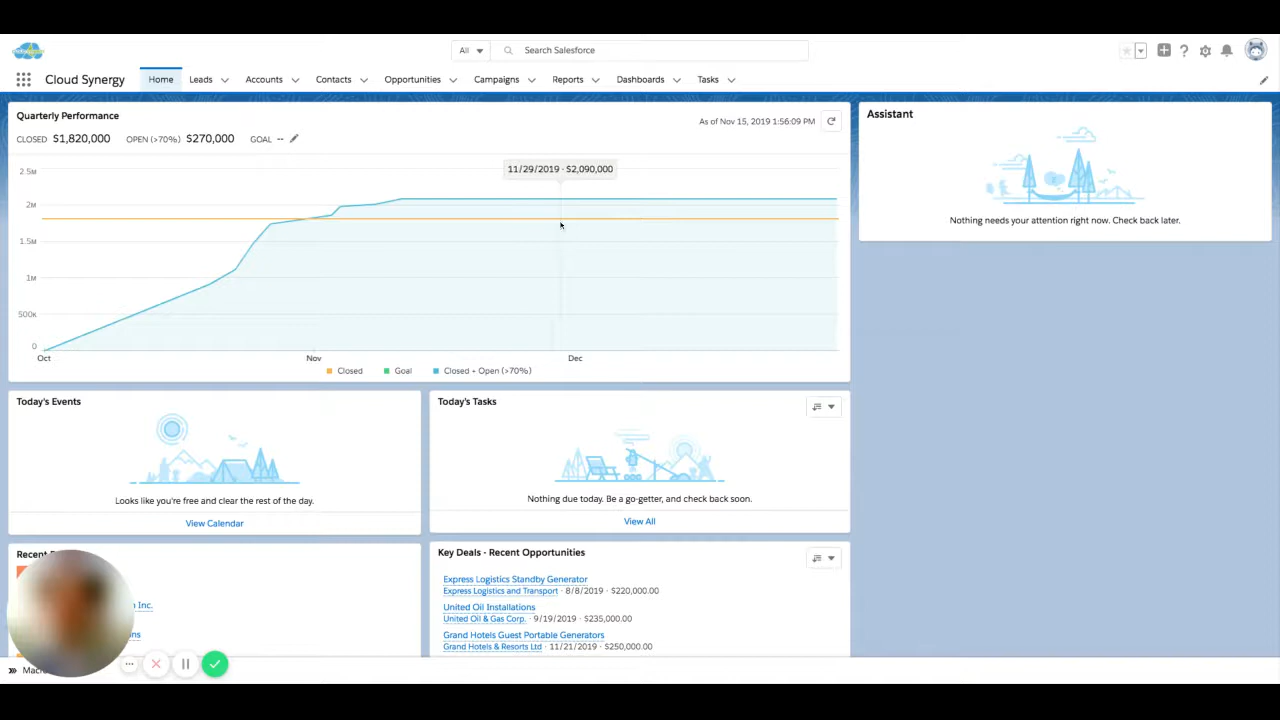 All
Search Salesforce
Cloud Synergy
Home
Leads
Accounts
Contacts
Opportunities
Campaigns
Reports
Dashboards
Tasks
Quarterly Performance
As of Nov 15, 2019 1:56:09 PM
CLOSED $1,820,000 OPEN (>70%) $270,000 GOAL --
11/29/2019 · $2,090,000
2.5M
2M
1.5M
1M
500K
0
Oct Nov Dec
Closed Goal Closed + Open (>70%)
Assistant
Nothing needs your attention right now. Check back later.
Today's Events
Looks like you're free and clear the rest of the day.
View Calendar
Today's Tasks
Nothing due today. Be a go-getter, and check back soon.
View All
Recent
Inc.
Key Deals - Recent Opportunities
Express Logistics Standby Generator
Express Logistics and Transport · 8/8/2019 · $220,000.00
United Oil Installations
United Oil & Gas Corp. · 9/19/2019 · $235,000.00
Grand Hotels Guest Portable Generators
Grand Hotels & Resorts Ltd · 11/21/2019 · $250,000.00